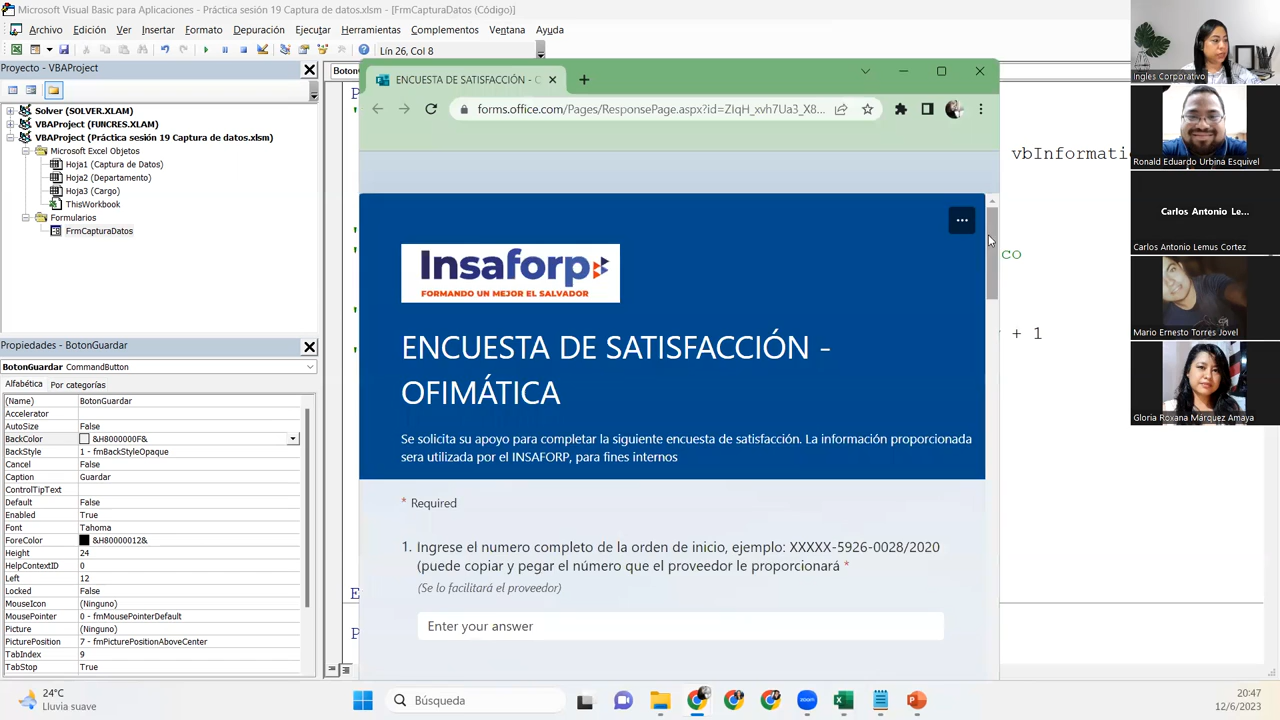 Microsoft Visual Basic para Aplicaciones - Práctica sesión 19 Captura de datos.xlsm - [FrmCapturaDatos (Código)]
Archivo Edición Ver Insertar Formato Depuración Ejecutar Herramientas Complementos Ventana Ayuda
Lín 26, Col 8
Proyecto - VBAProject
Solver (SOLVER.XLAM)
VBAProject (FUNCRES.XLAM)
VBAProject (Práctica sesión 19 Captura de datos.xlsm)
Microsoft Excel Objetos
Hoja1 (Captura de Datos)
Hoja2 (Departamento)
Hoja3 (Cargo)
ThisWorkbook
Formularios
FrmCapturaDatos
Propiedades - BotonGuardar
BotonGuardar CommandButton
Alfabética Por categorías
(Name) BotonGuardar
Accelerator
AutoSize False
BackColor &H8000000F&
BackStyle 1 - fmBackStyleOpaque
Cancel False
Caption Guardar
ControlTipText
Default False
Enabled True
Font Tahoma
ForeColor &H80000012&
Height 24
HelpContextID 0
Left 12
Locked False
MouseIcon (Ninguno)
MousePointer 0 - fmMousePointerDefault
Picture (Ninguno)
PicturePosition 7 - fmPicturePositionAboveCenter
TabIndex 9
TabStop True
vbInformatio
co
+ 1
ENCUESTA DE SATISFACCIÓN -
forms.office.com/Pages/ResponsePage.aspx?id=ZIqH_xvh7Ua3_X8...
Insaforp
FORMANDO UN MEJOR EL SALVADOR
ENCUESTA DE SATISFACCIÓN -
OFIMÁTICA
Se solicita su apoyo para completar la siguiente encuesta de satisfacción. La información proporcionada
sera utilizada por el INSAFORP, para fines internos
* Required
1. Ingrese el numero completo de la orden de inicio, ejemplo: XXXXX-5926-0028/2020
(puede copiar y pegar el número que el proveedor le proporcionará *
(Se lo facilitará el proveedor)
Enter your answer
Ingles Corporativo
Ronald Eduardo Urbina Esquivel
Carlos Antonio Le...
Carlos Antonio Lemus Cortez
Mario Ernesto Torres Jovel
Gloria Roxana Márquez Amaya
24°C
Lluvia suave
Búsqueda
20:47
12/6/2023